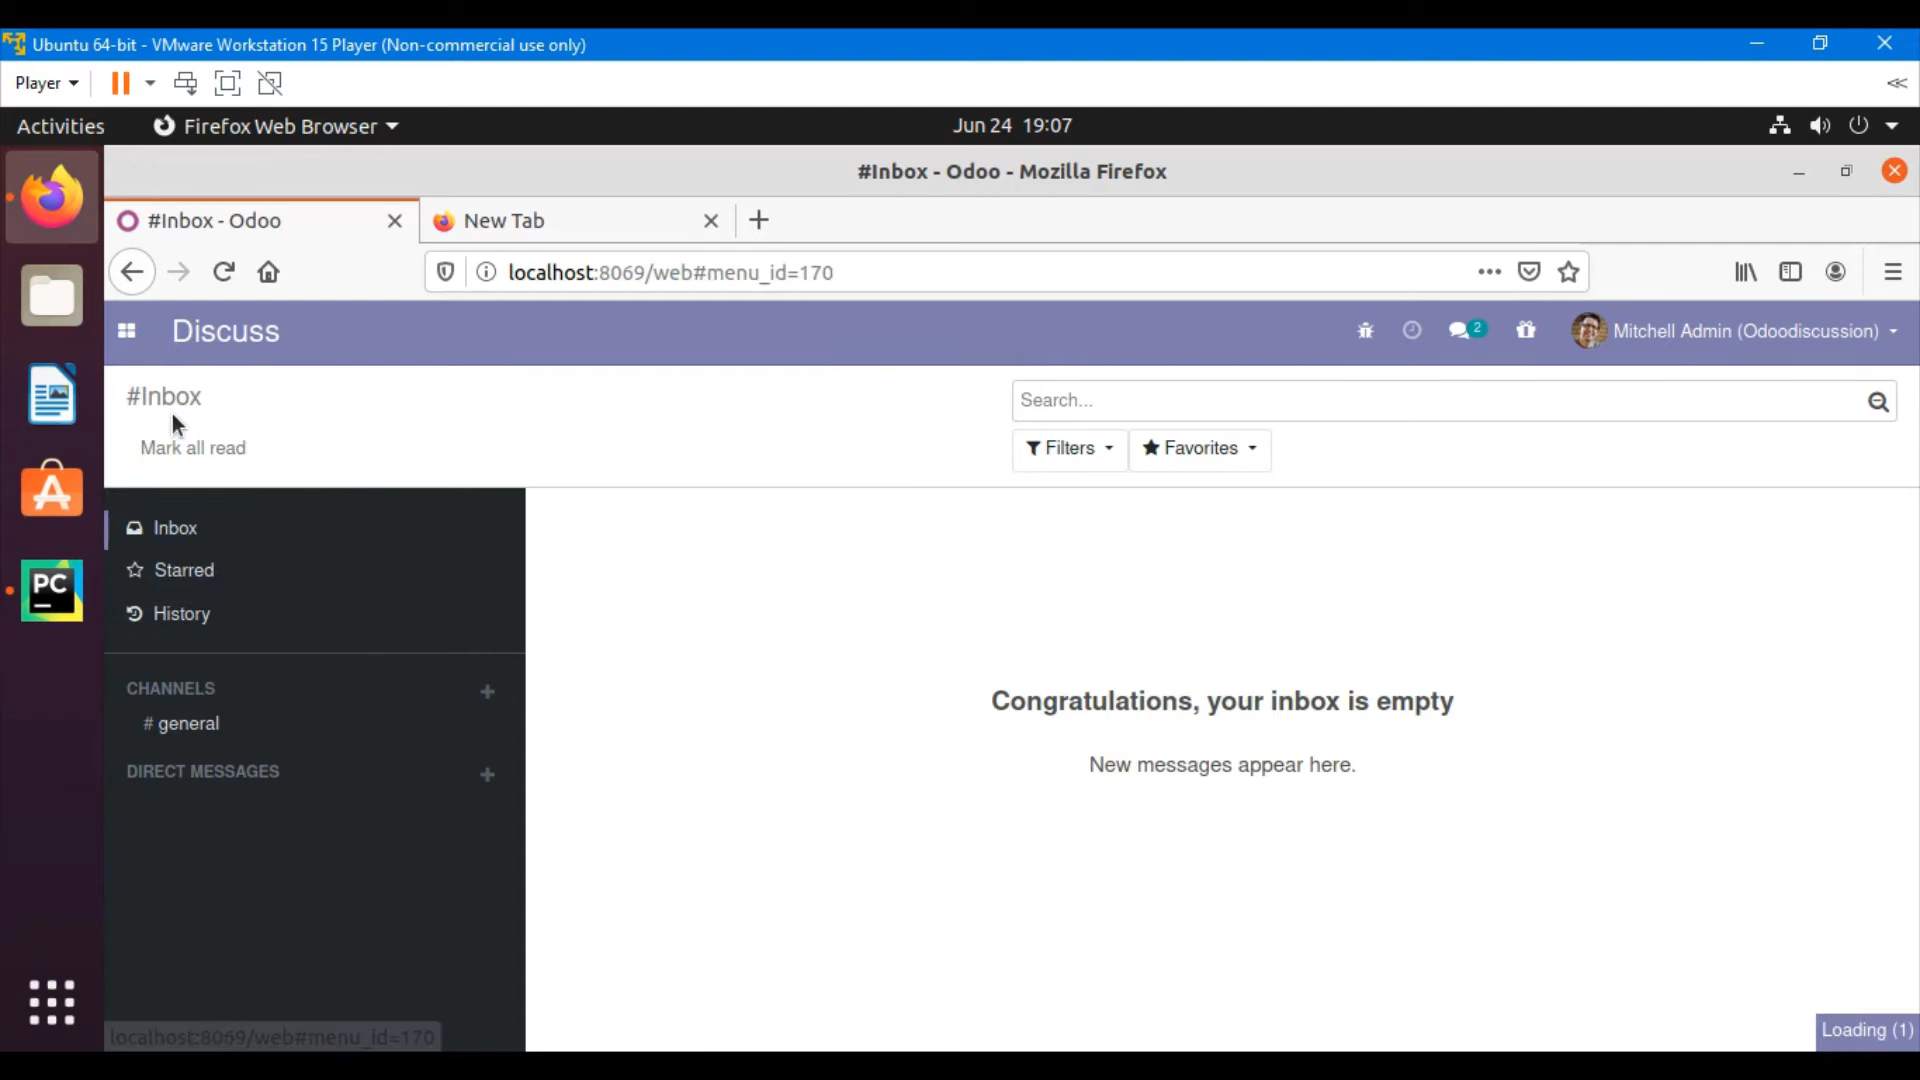 Ubuntu 64-bit - VMware Workstation 15 Player (Non-commercial use only)
Player
Activities
Firefox Web Browser
Jun 24 19:07
#Inbox - Odoo - Mozilla Firefox
#Inbox - Odoo
New Tab
localhost:8069/web#menu_id=170
Discuss
2
Mitchell Admin (Odoodiscussion)
#Inbox
Search...
Mark all read
Filters
Favorites
Inbox
Starred
History
CHANNELS
# general
DIRECT MESSAGES
Congratulations, your inbox is empty
New messages appear here.
PC
localhost:8069/web#menu_id=170
Loading (1)